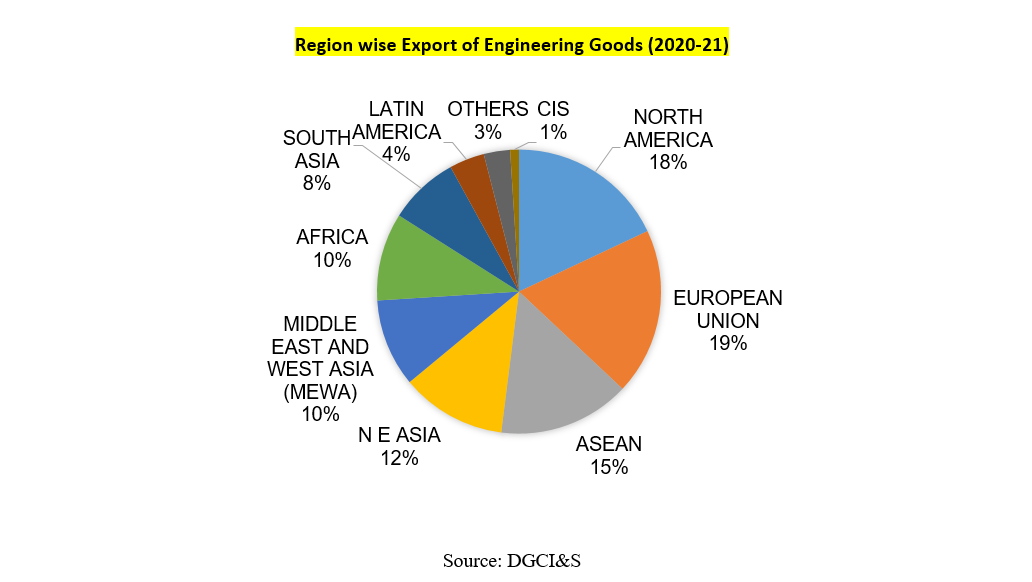 Region wise Export of Engineering Goods (2020-21)
LATIN
AMERICA
4%
OTHERS
3%
CIS
1%
NORTH
AMERICA
18%
SOUTH
ASIA
8%
AFRICA
10%
EUROPEAN
UNION
19%
MIDDLE
EAST AND
WEST ASIA
(MEWA)
10%
N E ASIA
12%
ASEAN
15%
Source: DGCI&S